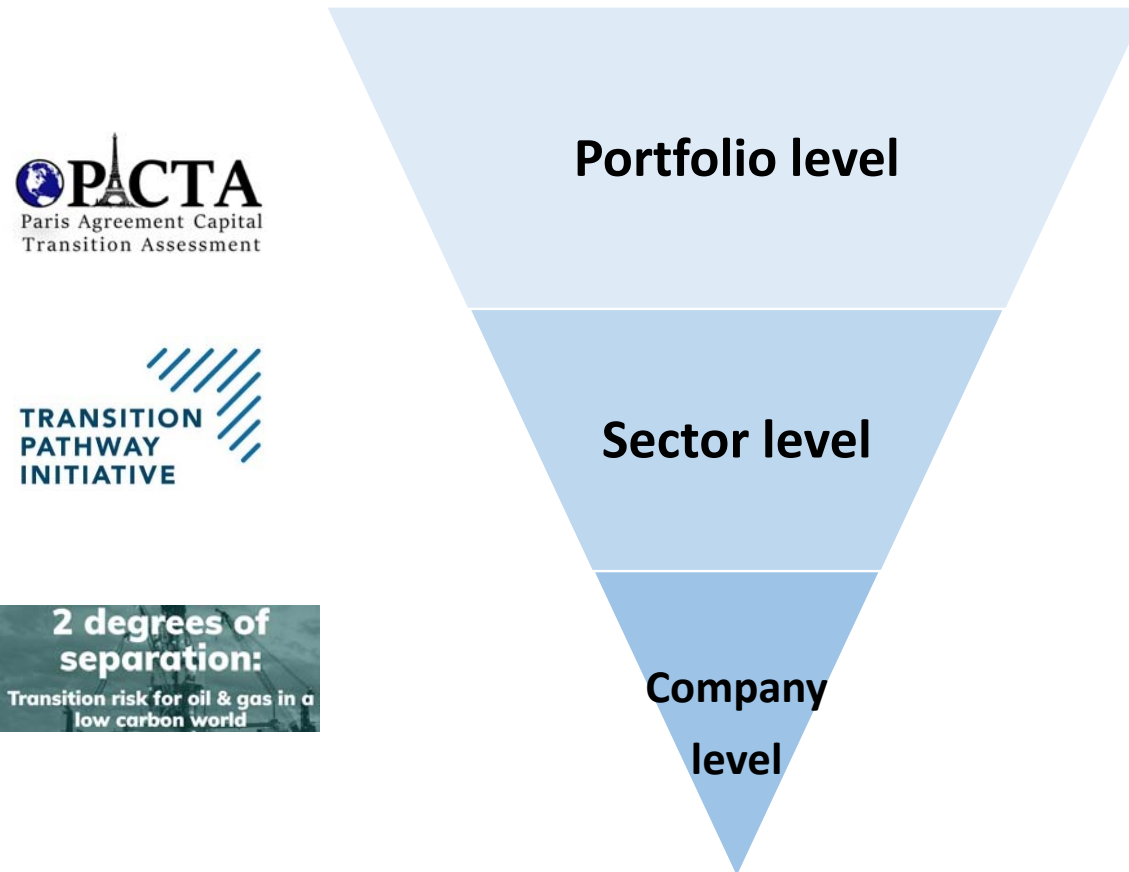 PACTA
Paris Agreement Capital
Transition Assessment
Portfolio level
TRANSITION
PATHWAY
INITIATIVE
Sector level
2 degrees of
separation:
Transition risk for oil & gas in a
low carbon world
Company
level